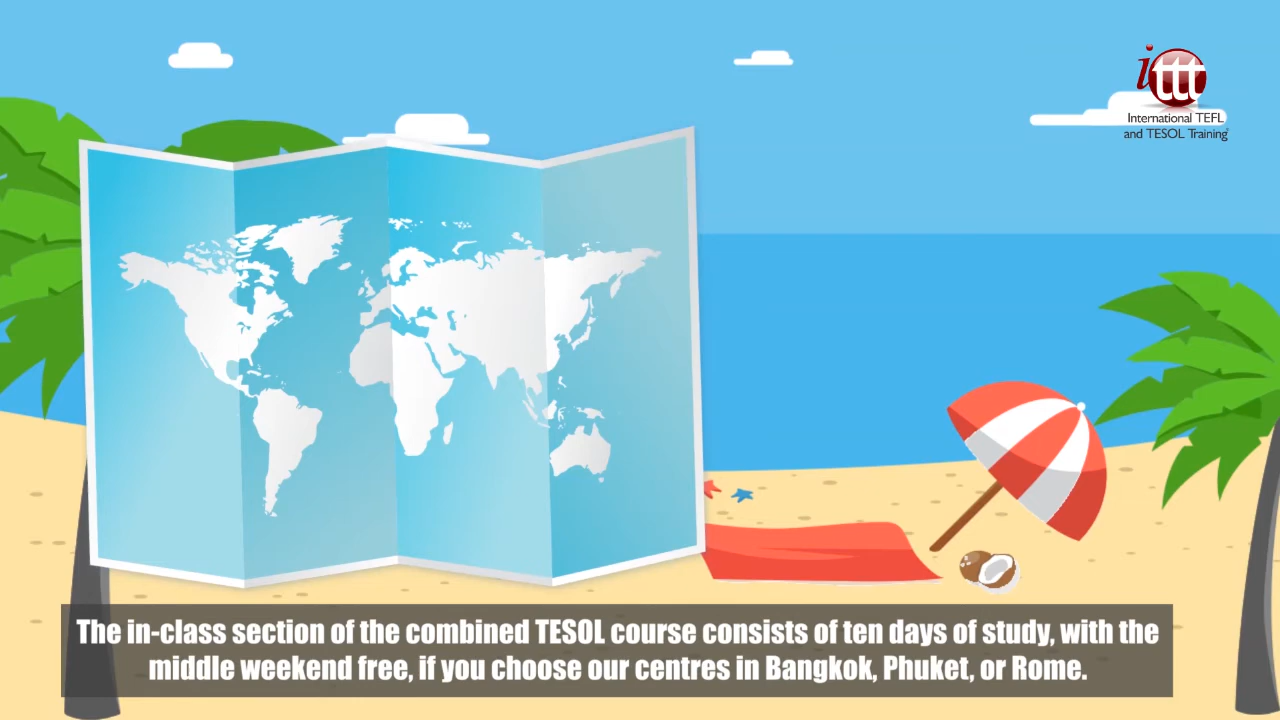 ittt
International TEFL
and TESOL Training
The in-class section of the combined TESOL course consists of ten days of study, with the
middle weekend free, if you choose our centres in Bangkok, Phuket, or Rome.